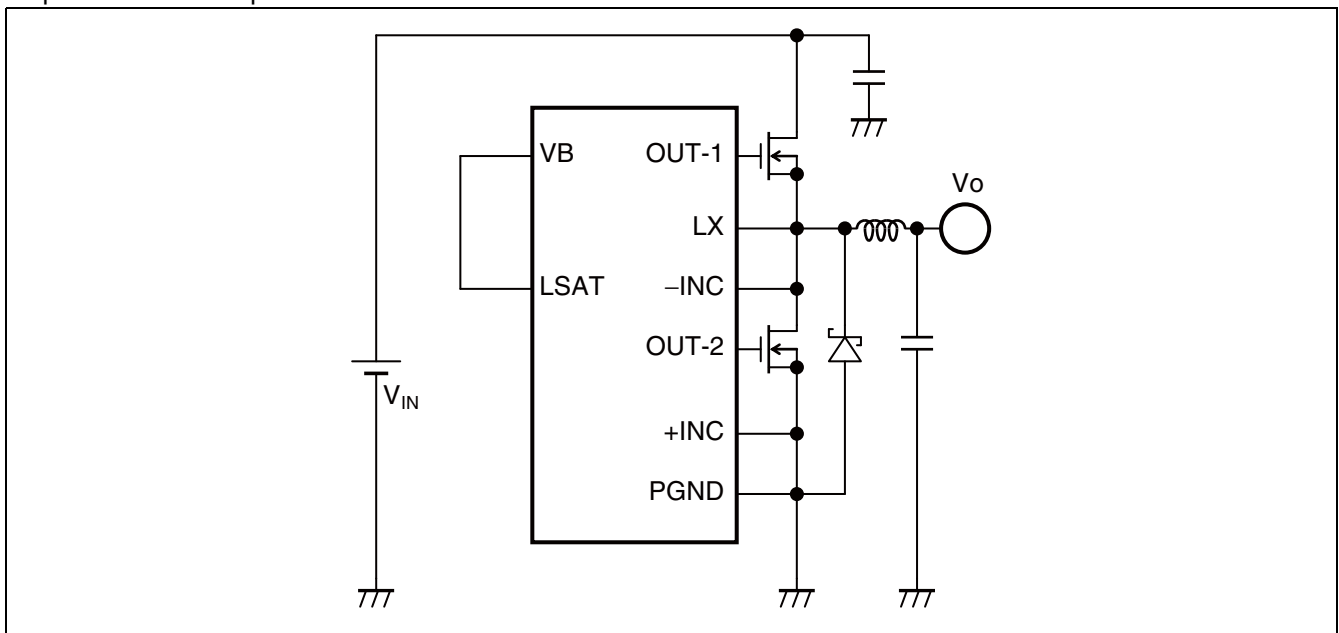 VB
OUT-1
Vo
LX
LSAT
−INC
OUT-2
VIN
+INC
PGND